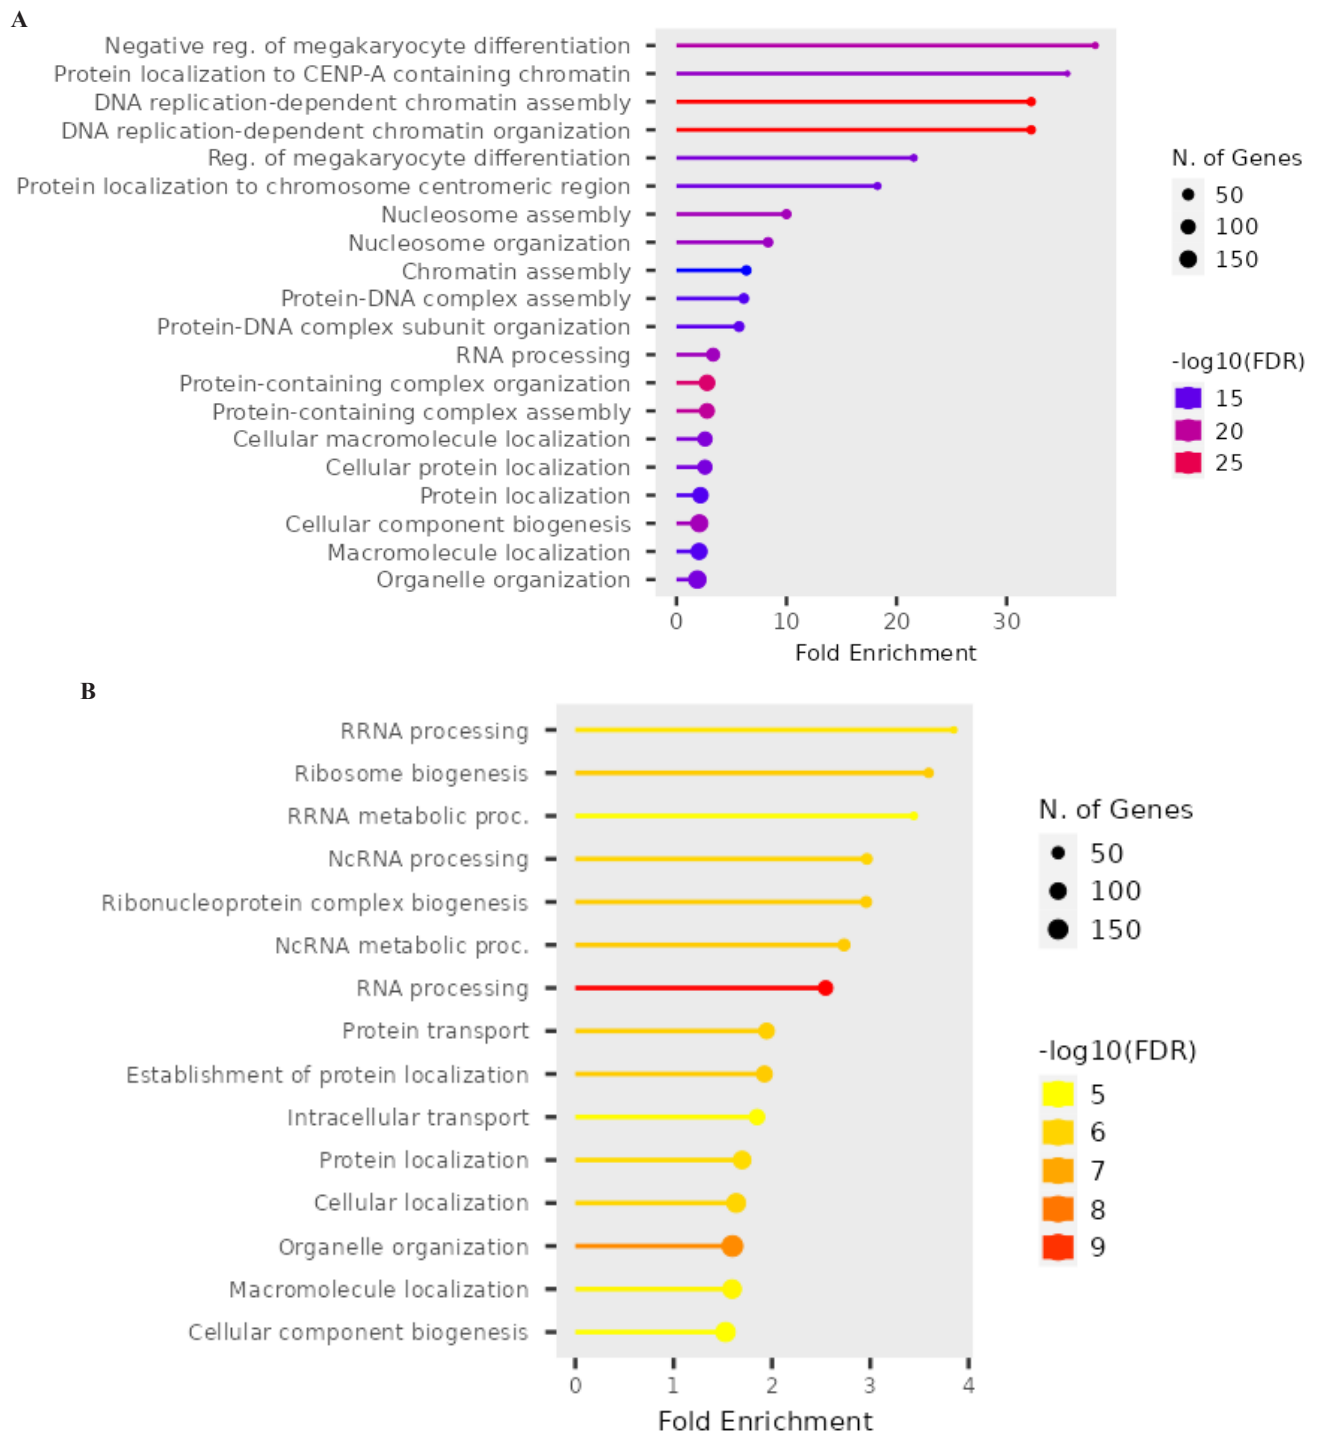 A
Negative reg. of megakaryocyte differentiation
Protein localization to CENP-A containing chromatin
DNA replication-dependent chromatin assembly
DNA replication-dependent chromatin organization
Reg. of megakaryocyte differentiation
Protein localization to chromosome centromeric region
Nucleosome assembly
Nucleosome organization
Chromatin assembly
Protein-DNA complex assembly
Protein-DNA complex subunit organization
RNA processing
Protein-containing complex organization
Protein-containing complex assembly
Cellular macromolecule localization
Cellular protein localization
Protein localization
Cellular component biogenesis
Macromolecule localization
Organelle organization
0 10 20 30
Fold Enrichment
N. of Genes
50
100
150
-log10(FDR)
15
20
25
B
RRNA processing
Ribosome biogenesis
RRNA metabolic proc.
NcRNA processing
Ribonucleoprotein complex biogenesis
NcRNA metabolic proc.
RNA processing
Protein transport
Establishment of protein localization
Intracellular transport
Protein localization
Cellular localization
Organelle organization
Macromolecule localization
Cellular component biogenesis
0 1 2 3 4
Fold Enrichment
N. of Genes
50
100
150
-log10(FDR)
5
6
7
8
9